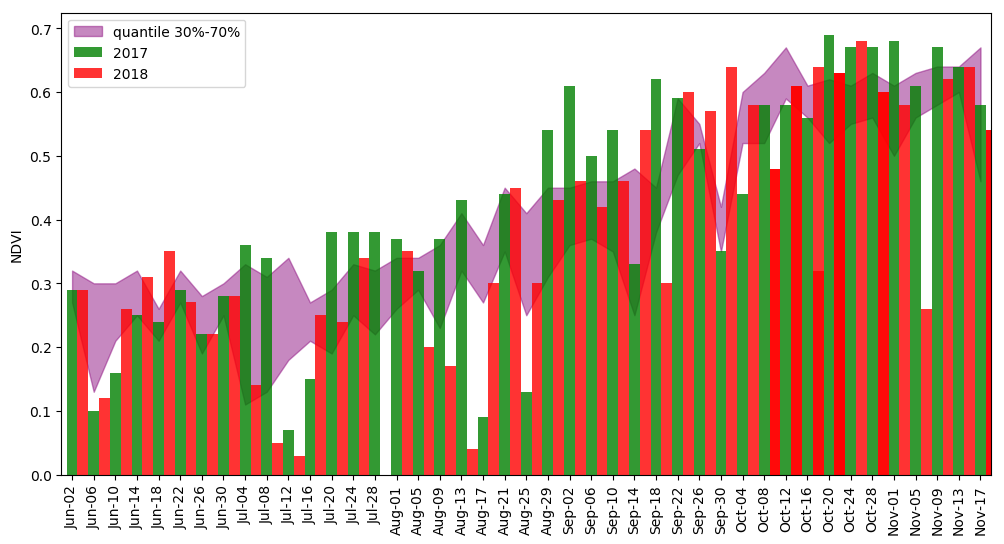 quantile 30%-70%
2017
2018
NDVI
0.7
0.6
0.5
0.4
0.3
0.2
0.1
0.0
Jun-02
Jun-06
Jun-10
Jun-14
Jun-18
Jun-22
Jun-26
Jun-30
Jul-04
Jul-08
Jul-12
Jul-16
Jul-20
Jul-24
Jul-28
Aug-01
Aug-05
Aug-09
Aug-13
Aug-17
Aug-21
Aug-25
Aug-29
Sep-02
Sep-06
Sep-10
Sep-14
Sep-18
Sep-22
Sep-26
Sep-30
Oct-04
Oct-08
Oct-12
Oct-16
Oct-20
Oct-24
Oct-28
Nov-01
Nov-05
Nov-09
Nov-13
Nov-17